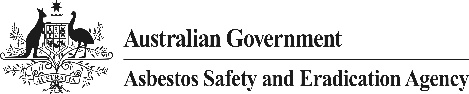 Australian Government
Asbestos Safety and Eradication Agency